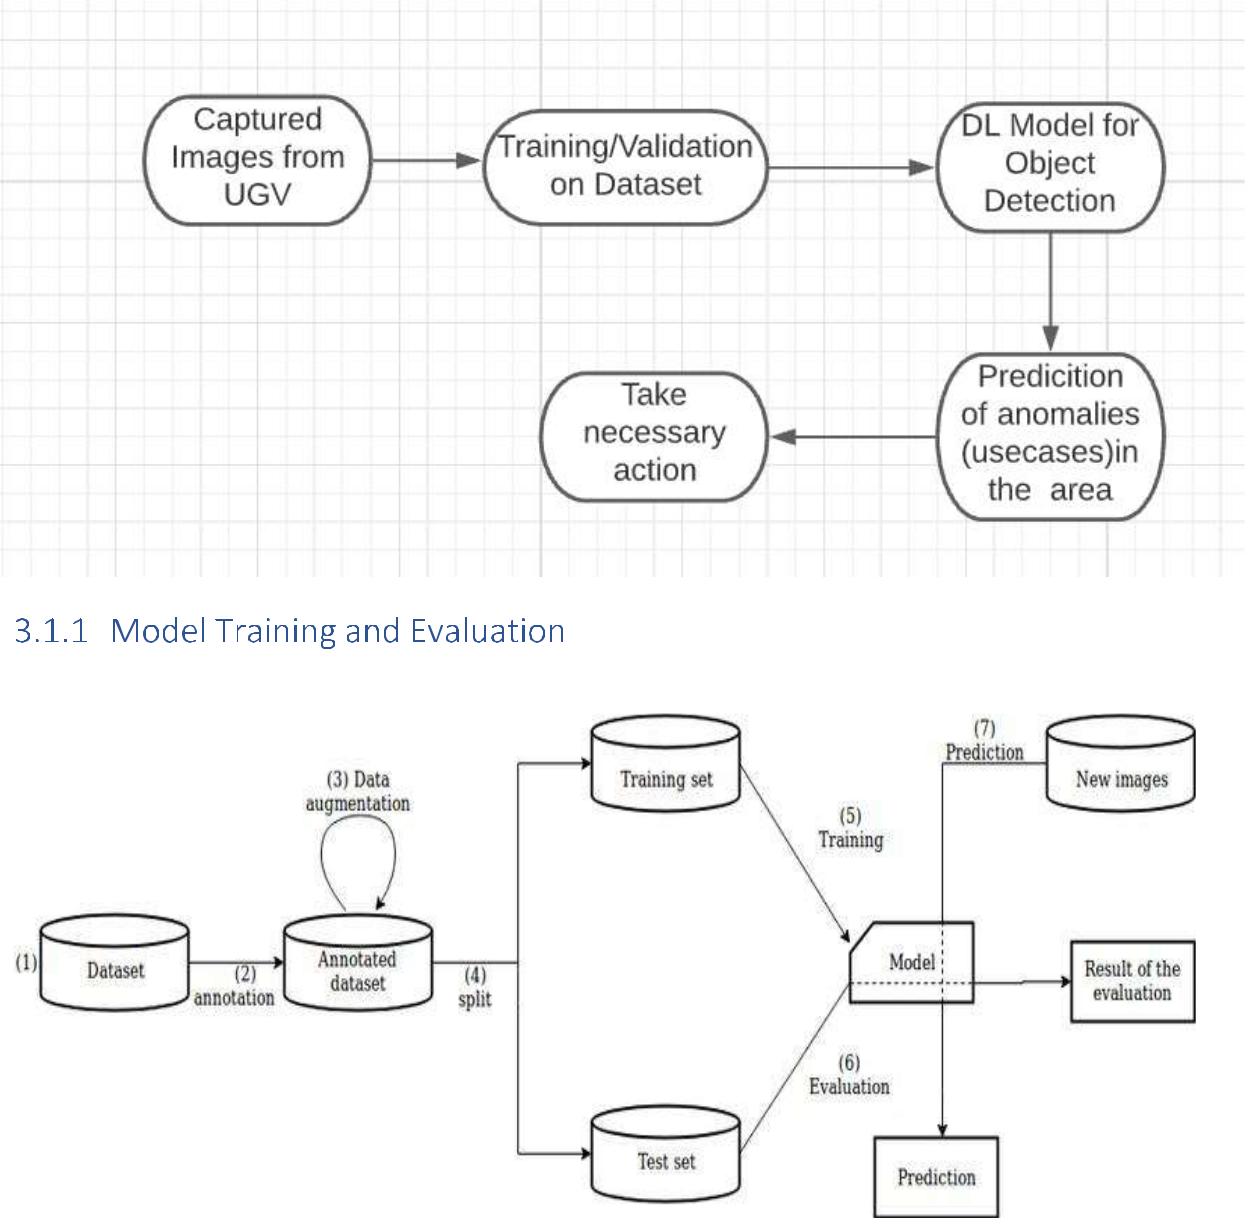 Captured
Images from
UGV
Training/Validation
on Dataset
DL Model for
Object
Detection
Predicition
of anomalies
(usecases)in
the area
Take
necessary
action
3.1.1 Model Training and Evaluation
(1)
Dataset
(2)
annotation
(3) Data
augmentation
Annotated
dataset
(4)
split
Training set
Test set
(5)
Training
(6)
Evaluation
Model
(7)
Prediction
New images
Result of the
evaluation
Prediction